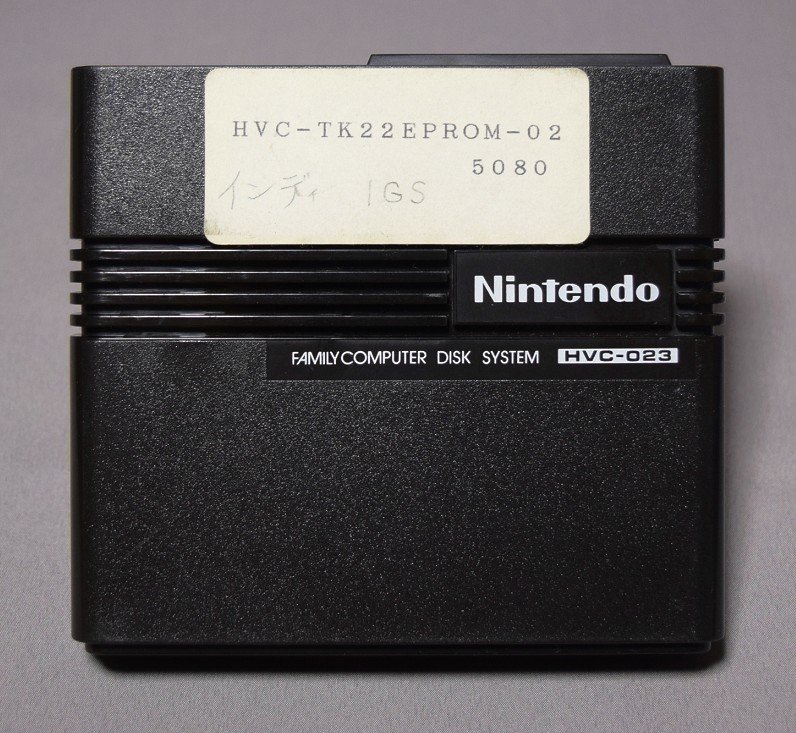 HVC-TK22EPROM-02
5080
インディ IGS
Nintendo
FAMILY COMPUTER DISK SYSTEM HVC-023